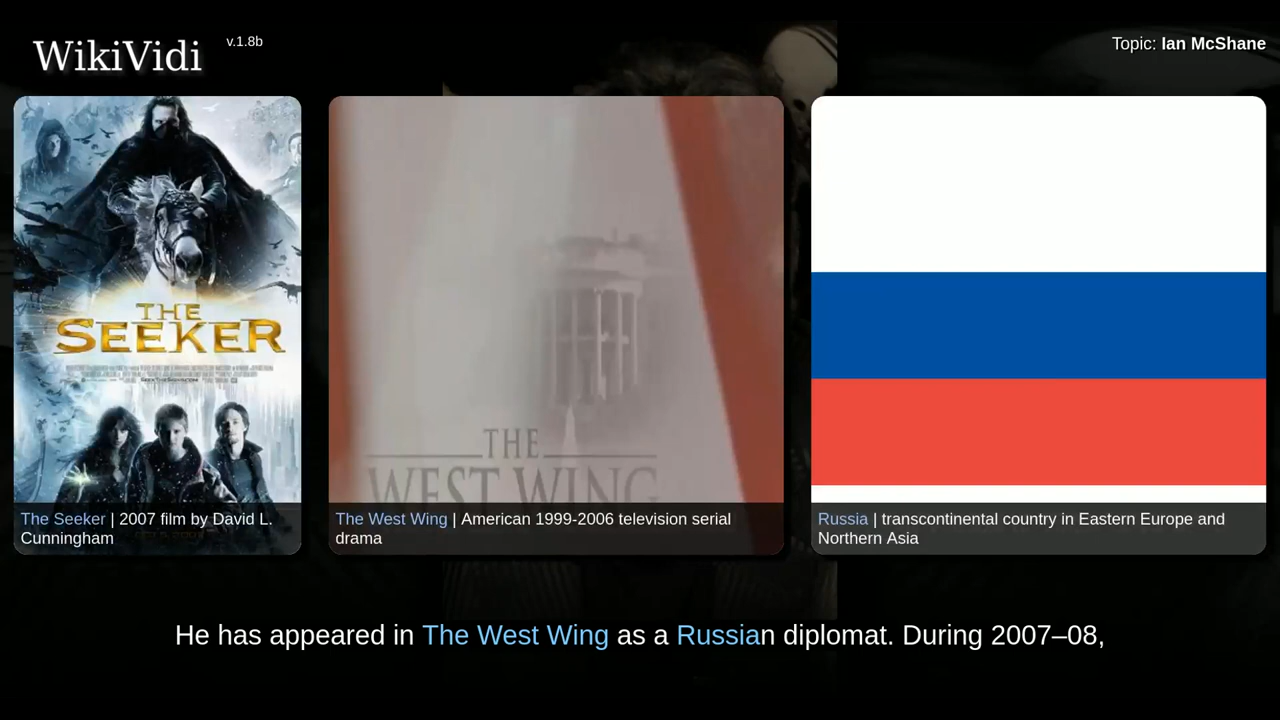 WikiVidi
v.1.8b
Topic: Ian McShane
THE
SEEKER
THE
WEST WING
The Seeker | 2007 film by David L.
Cunningham
The West Wing | American 1999-2006 television serial
drama
Russia | transcontinental country in Eastern Europe and
Northern Asia
He has appeared in The West Wing as a Russian diplomat. During 2007–08,